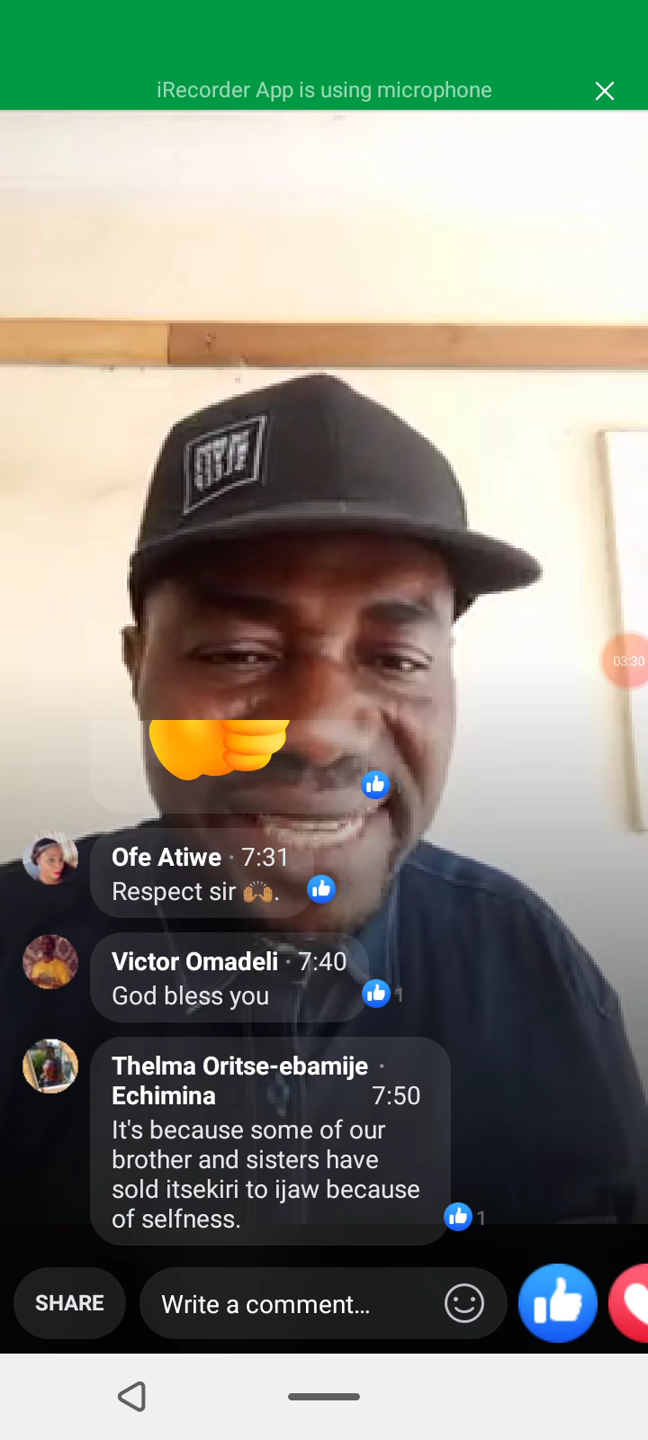 iRecorder App is using microphone
03:30
Ofe Atiwe · 7:31
Respect sir 🙌🏽.
Victor Omadeli · 7:40
God bless you
1
Thelma Oritse-ebamije ·
Echimina 7:50
It's because some of our
brother and sisters have
sold itsekiri to ijaw because
of selfness.
1
SHARE
Write a comment...